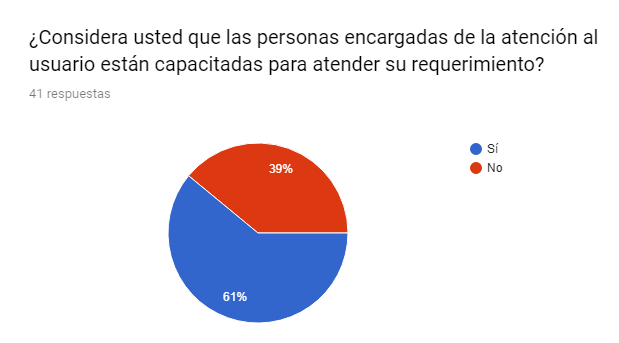 ¿Considera usted que las personas encargadas de la atención al
usuario están capacitadas para atender su requerimiento?
41 respuestas
Sí
No
39%
61%